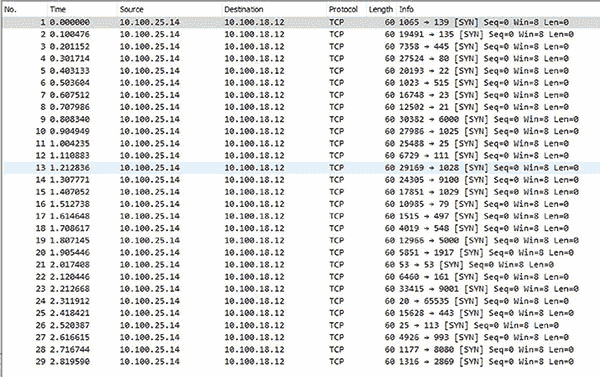 No. Time Source Destination Protocol Length Info
1 0.000000 10.100.25.14 10.100.18.12 TCP 60 1065 → 139 [SYN] Seq=0 Win=8 Len=0
2 0.100476 10.100.25.14 10.100.18.12 TCP 60 19491 → 135 [SYN] Seq=0 Win=8 Len=0
3 0.201152 10.100.25.14 10.100.18.12 TCP 60 7358 → 445 [SYN] Seq=0 Win=8 Len=0
4 0.301714 10.100.25.14 10.100.18.12 TCP 60 27524 → 80 [SYN] Seq=0 Win=8 Len=0
5 0.403133 10.100.25.14 10.100.18.12 TCP 60 20193 → 22 [SYN] Seq=0 Win=8 Len=0
6 0.503604 10.100.25.14 10.100.18.12 TCP 60 1023 → 515 [SYN] Seq=0 Win=8 Len=0
7 0.607512 10.100.25.14 10.100.18.12 TCP 60 16748 → 23 [SYN] Seq=0 Win=8 Len=0
8 0.707986 10.100.25.14 10.100.18.12 TCP 60 12502 → 21 [SYN] Seq=0 Win=8 Len=0
9 0.808340 10.100.25.14 10.100.18.12 TCP 60 30382 → 6000 [SYN] Seq=0 Win=8 Len=0
10 0.904949 10.100.25.14 10.100.18.12 TCP 60 27986 → 1025 [SYN] Seq=0 Win=8 Len=0
11 1.004235 10.100.25.14 10.100.18.12 TCP 60 25488 → 25 [SYN] Seq=0 Win=8 Len=0
12 1.110883 10.100.25.14 10.100.18.12 TCP 60 6729 → 111 [SYN] Seq=0 Win=8 Len=0
13 1.212836 10.100.25.14 10.100.18.12 TCP 60 29169 → 1028 [SYN] Seq=0 Win=8 Len=0
14 1.307771 10.100.25.14 10.100.18.12 TCP 60 24305 → 9100 [SYN] Seq=0 Win=8 Len=0
15 1.407052 10.100.25.14 10.100.18.12 TCP 60 17851 → 1029 [SYN] Seq=0 Win=8 Len=0
16 1.512738 10.100.25.14 10.100.18.12 TCP 60 10985 → 79 [SYN] Seq=0 Win=8 Len=0
17 1.614648 10.100.25.14 10.100.18.12 TCP 60 1515 → 497 [SYN] Seq=0 Win=8 Len=0
18 1.708617 10.100.25.14 10.100.18.12 TCP 60 4019 → 548 [SYN] Seq=0 Win=8 Len=0
19 1.807145 10.100.25.14 10.100.18.12 TCP 60 12966 → 5000 [SYN] Seq=0 Win=8 Len=0
20 1.905446 10.100.25.14 10.100.18.12 TCP 60 5851 → 1917 [SYN] Seq=0 Win=8 Len=0
21 2.017408 10.100.25.14 10.100.18.12 TCP 60 53 → 53 [SYN] Seq=0 Win=8 Len=0
22 2.120446 10.100.25.14 10.100.18.12 TCP 60 6460 → 161 [SYN] Seq=0 Win=8 Len=0
23 2.212668 10.100.25.14 10.100.18.12 TCP 60 33415 → 9001 [SYN] Seq=0 Win=8 Len=0
24 2.311912 10.100.25.14 10.100.18.12 TCP 60 20 → 65535 [SYN] Seq=0 Win=8 Len=0
25 2.418421 10.100.25.14 10.100.18.12 TCP 60 15628 → 443 [SYN] Seq=0 Win=8 Len=0
26 2.520387 10.100.25.14 10.100.18.12 TCP 60 25 → 113 [SYN] Seq=0 Win=8 Len=0
27 2.616615 10.100.25.14 10.100.18.12 TCP 60 4926 → 993 [SYN] Seq=0 Win=8 Len=0
28 2.716744 10.100.25.14 10.100.18.12 TCP 60 1177 → 8080 [SYN] Seq=0 Win=8 Len=0
29 2.819590 10.100.25.14 10.100.18.12 TCP 60 1316 → 2869 [SYN] Seq=0 Win=8 Len=0